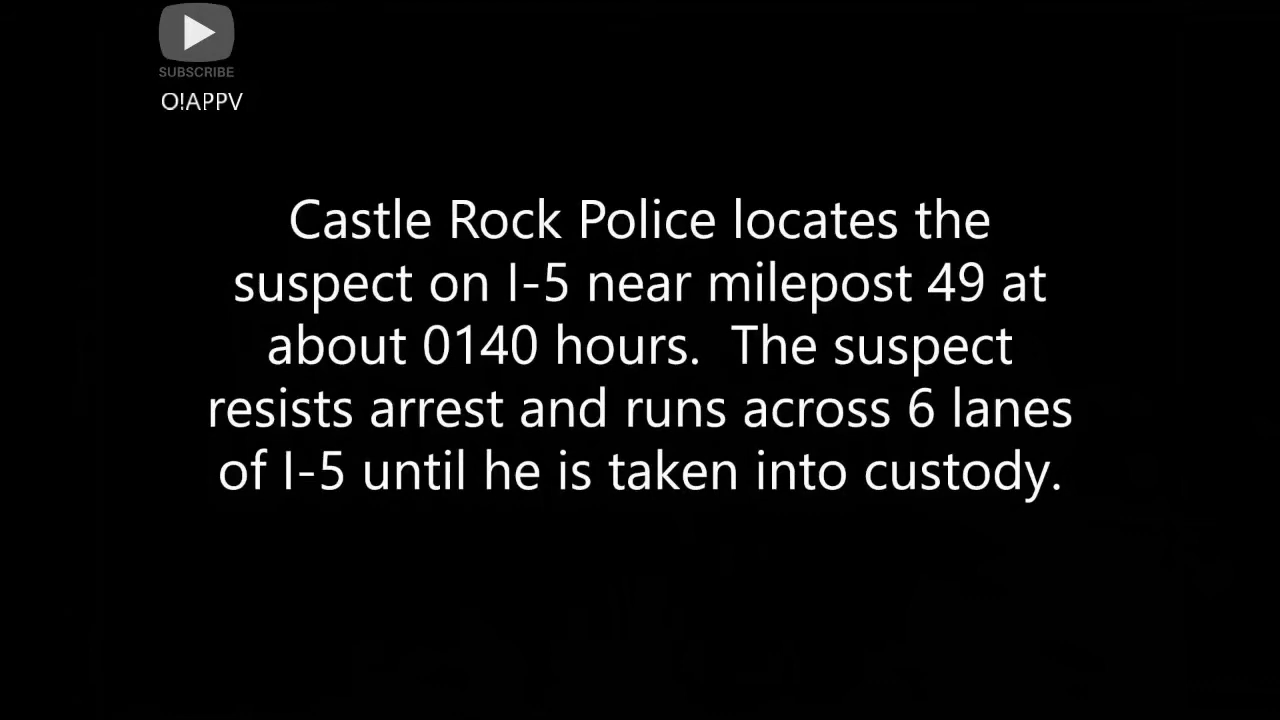 SUBSCRIBE
O!APPV
Castle Rock Police locates the
suspect on I-5 near milepost 49 at
about 0140 hours.  The suspect
resists arrest and runs across 6 lanes
of I-5 until he is taken into custody.